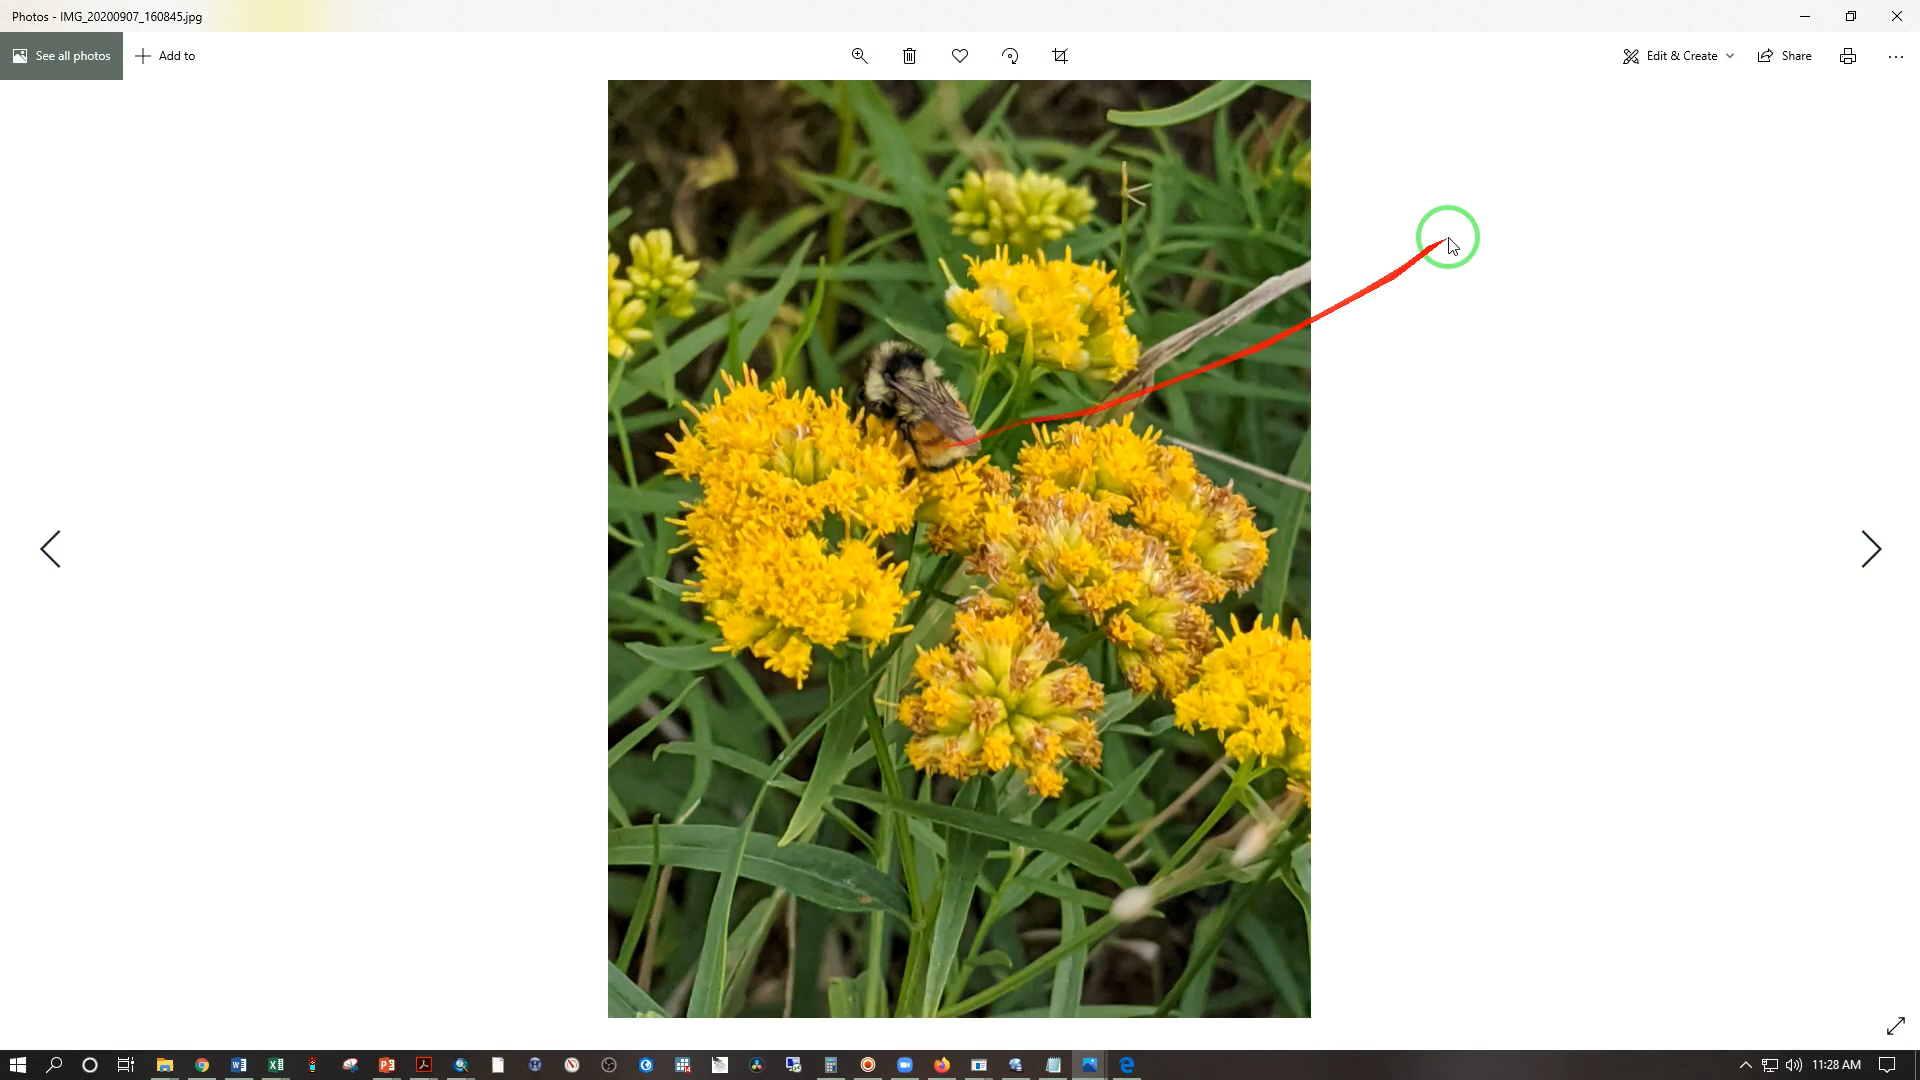 Photos - IMG_20200907_160845.jpg
See all photos
Add to
Edit & Create
Share
11:28 AM